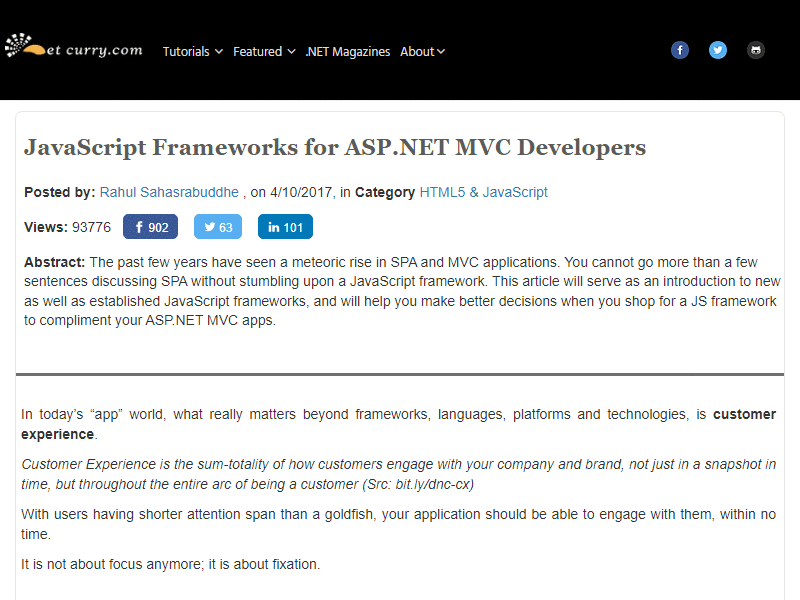 et curry.com
Tutorials Featured .NET Magazines About
JavaScript Frameworks for ASP.NET MVC Developers
Posted by: Rahul Sahasrabuddhe , on 4/10/2017, in Category HTML5 & JavaScript
Views: 93776 902 63 101
Abstract: The past few years have seen a meteoric rise in SPA and MVC applications. You cannot go more than a few
sentences discussing SPA without stumbling upon a JavaScript framework. This article will serve as an introduction to new
as well as established JavaScript frameworks, and will help you make better decisions when you shop for a JS framework
to compliment your ASP.NET MVC apps.
In today’s “app” world, what really matters beyond frameworks, languages, platforms and technologies, is customer
experience.
Customer Experience is the sum-totality of how customers engage with your company and brand, not just in a snapshot in
time, but throughout the entire arc of being a customer (Src: bit.ly/dnc-cx)
With users having shorter attention span than a goldfish, your application should be able to engage with them, within no
time.
It is not about focus anymore; it is about fixation.